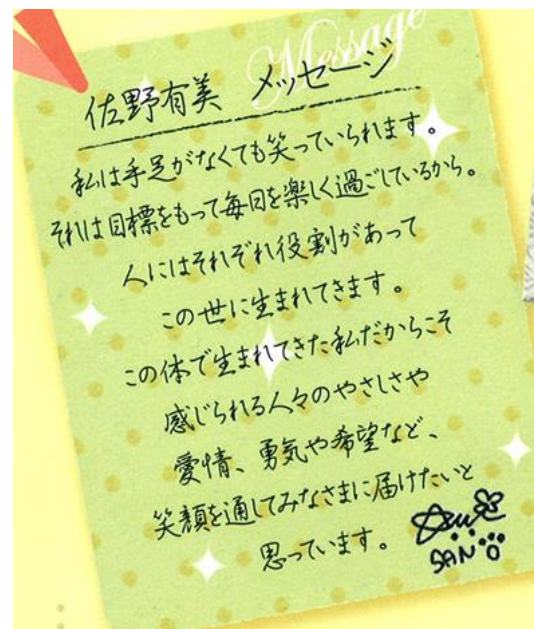 Message
佐野有美 メッセージ
私は手足がなくても笑っていられます。
それは目標をもって毎日を楽しく過ごしているから。
人にはそれぞれ役割があって
この世に生まれてきます。
この体で生まれてきた私だからこそ
感じられる人々のやさしさや
愛情、勇気や希望など、
笑顔を通してみなさまに届けたいと
思っています。
SANO